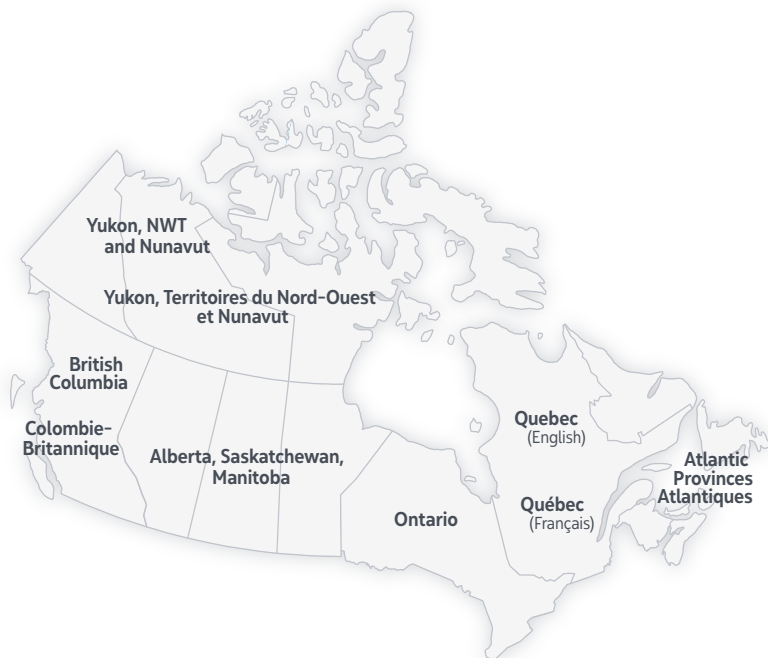 Yukon, NWT
and Nunavut
Yukon, Territoires du Nord-Ouest
et Nunavut
British
Columbia
Colombie-
Britannique
Alberta, Saskatchewan,
Manitoba
Ontario
Quebec
(English)
Québec
(Français)
Atlantic
Provinces
Atlantiques